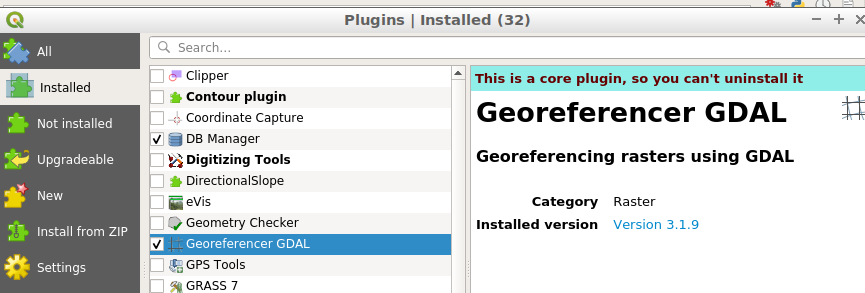 Plugins | Installed (32)
All
Installed
Not installed
Upgradeable
New
Install from ZIP
Settings
Search...
Clipper
Contour plugin
Coordinate Capture
DB Manager
Digitizing Tools
DirectionalSlope
eVis
Geometry Checker
Georeferencer GDAL
GPS Tools
GRASS 7
This is a core plugin, so you can't uninstall it
Georeferencer GDAL
Georeferencing rasters using GDAL
Category Raster
Installed version Version 3.1.9